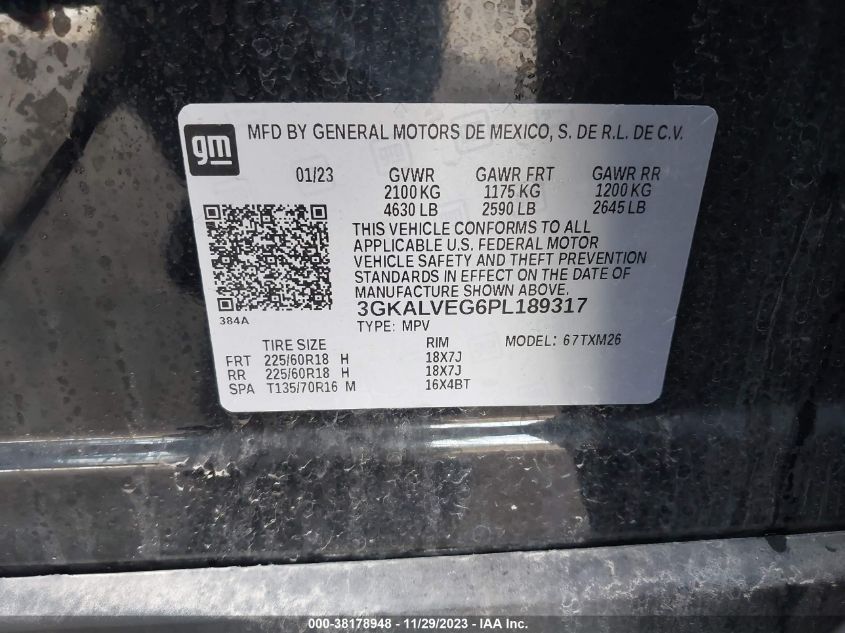 gm MFD BY GENERAL MOTORS DE MEXICO, S. DE R.L. DE C.V.
01/23 GVWR GAWR FRT GAWR RR
2100 KG 1175 KG 1200 KG
4630 LB 2590 LB 2645 LB
THIS VEHICLE CONFORMS TO ALL
APPLICABLE U.S. FEDERAL MOTOR
VEHICLE SAFETY AND THEFT PREVENTION
STANDARDS IN EFFECT ON THE DATE OF
MANUFACTURE SHOWN ABOVE.
384A 3GKALVEG6PL189317
TYPE: MPV
TIRE SIZE RIM MODEL: 67TXM26
FRT 225/60R18 H 18X7J
RR 225/60R18 H 18X7J
SPA T135/70R16 M 16X4BT
000-38178948 - 11/29/2023 - IAA Inc.